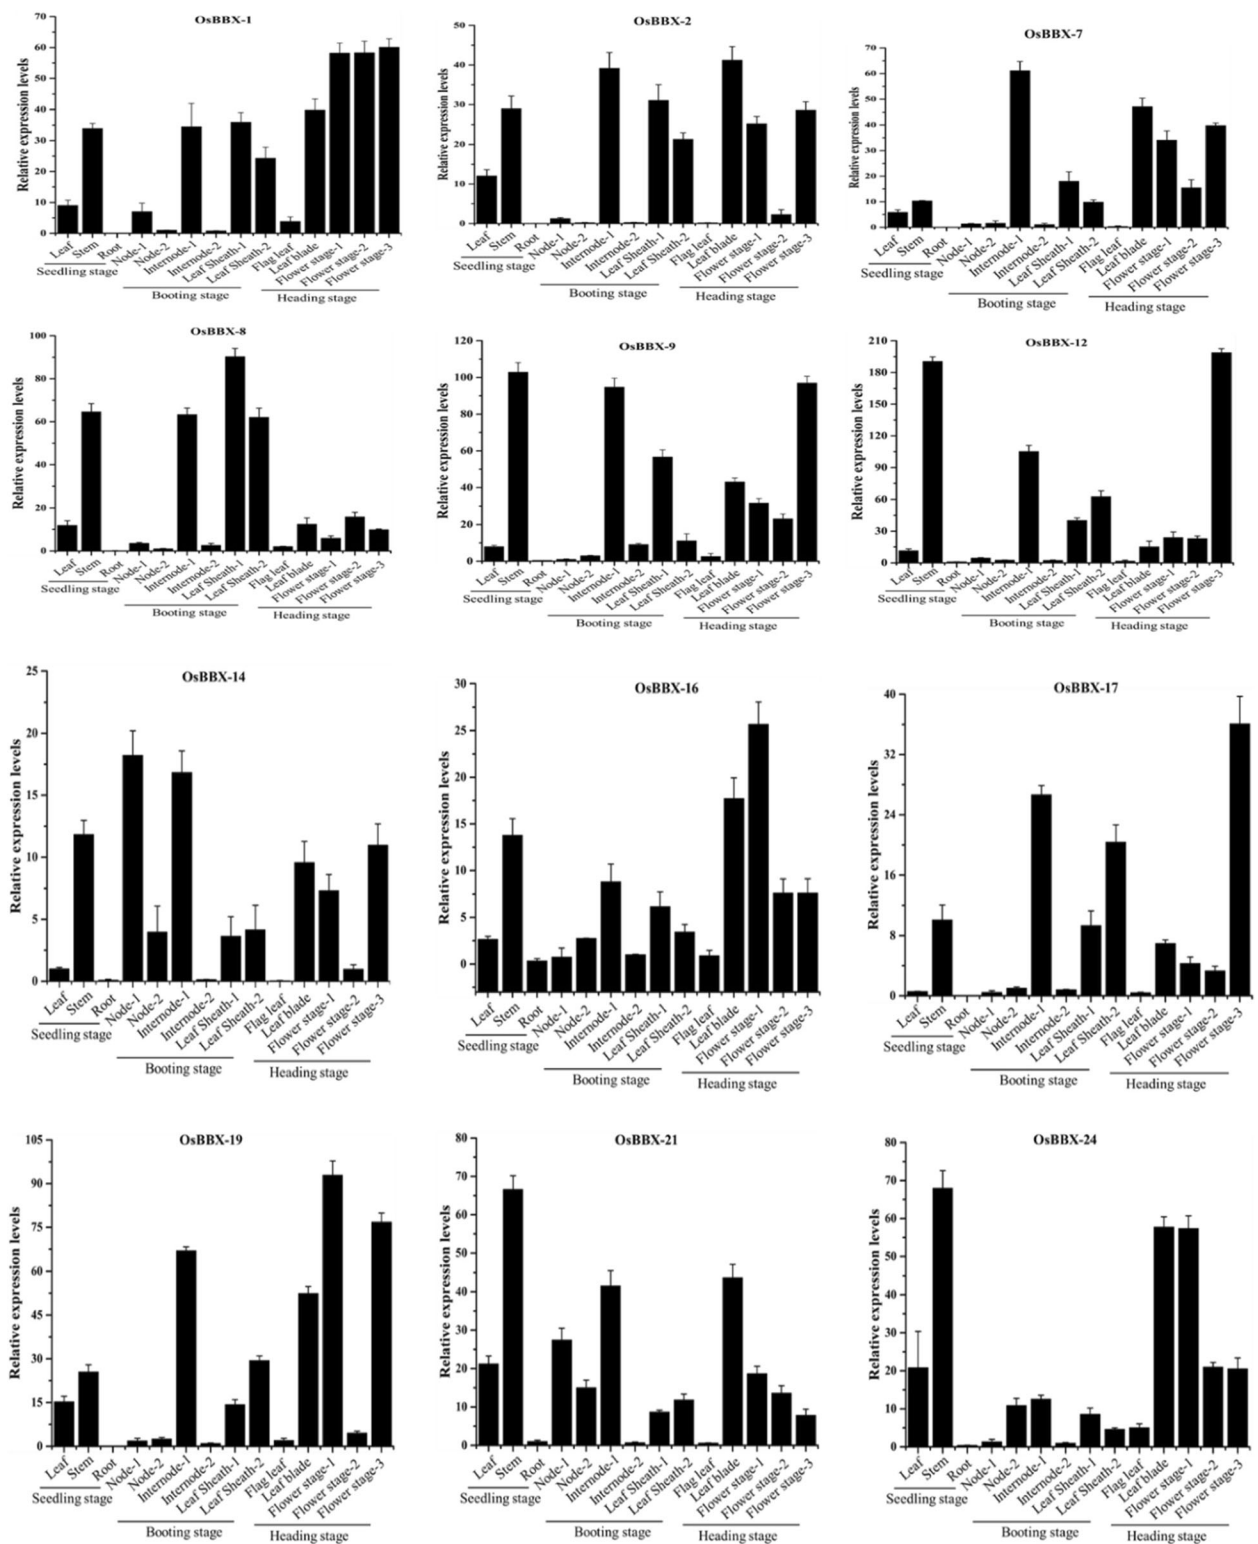 OsBBX-1
Relative expression levels
70
60
50
40
30
20
10
0
Leaf
Stem
Root
Node-1
Node-2
Internode-1
Internode-2
Leaf Sheath-1
Leaf Sheath-2
Flag leaf
Leaf blade
Flower stage-1
Flower stage-2
Flower stage-3
Seedling stage
Booting stage
Heading stage
OsBBX-2
Relative expression levels
50
40
30
20
10
0
Leaf
Stem
Root
Node-1
Node-2
Internode-1
Internode-2
Leaf Sheath-1
Leaf Sheath-2
Flag leaf
Leaf blade
Flower stage-1
Flower stage-2
Flower stage-3
Seedling stage
Booting stage
Heading stage
OsBBX-7
Relative expression levels
70
60
50
40
30
20
10
0
Leaf
Stem
Root
Node-1
Node-2
Internode-1
Internode-2
Leaf Sheath-1
Leaf Sheath-2
Flag leaf
Leaf blade
Flower stage-1
Flower stage-2
Flower stage-3
Seedling stage
Booting stage
Heading stage
OsBBX-8
Relative expression levels
100
80
60
40
20
0
Leaf
Stem
Root
Node-1
Node-2
Internode-1
Internode-2
Leaf Sheath-1
Leaf Sheath-2
Flag leaf
Leaf blade
Flower stage-1
Flower stage-2
Flower stage-3
Seedling stage
Booting stage
Heading stage
OsBBX-9
Relative expression levels
120
100
80
60
40
20
0
Leaf
Stem
Root
Node-1
Node-2
Internode-1
Internode-2
Leaf Sheath-1
Leaf Sheath-2
Flag leaf
Leaf blade
Flower stage-1
Flower stage-2
Flower stage-3
Seedling stage
Booting stage
Heading stage
OsBBX-12
Relative expression levels
210
180
150
120
90
60
30
0
Leaf
Stem
Root
Node-1
Node-2
Internode-1
Internode-2
Leaf Sheath-1
Leaf Sheath-2
Flag leaf
Leaf blade
Flower stage-1
Flower stage-2
Flower stage-3
Seedling stage
Booting stage
Heading stage
OsBBX-14
Relative expression levels
25
20
15
10
5
0
Leaf
Stem
Root
Node-1
Node-2
Internode-1
Internode-2
Leaf Sheath-1
Leaf Sheath-2
Flag leaf
Leaf blade
Flower stage-1
Flower stage-2
Flower stage-3
Seedling stage
Booting stage
Heading stage
OsBBX-16
Relative expression levels
30
25
20
15
10
5
0
Leaf
Stem
Root
Node-1
Node-2
Internode-1
Internode-2
Leaf Sheath-1
Leaf Sheath-2
Flag leaf
Leaf blade
Flower stage-1
Flower stage-2
Flower stage-3
Seedling stage
Booting stage
Heading stage
OsBBX-17
Relative expression levels
40
32
24
16
8
0
Leaf
Stem
Root
Node-1
Node-2
Internode-1
Internode-2
Leaf Sheath-1
Leaf Sheath-2
Flag leaf
Leaf blade
Flower stage-1
Flower stage-2
Flower stage-3
Seedling stage
Booting stage
Heading stage
OsBBX-19
Relative expression levels
105
90
75
60
45
30
15
0
Leaf
Stem
Root
Node-1
Node-2
Internode-1
Internode-2
Leaf Sheath-1
Leaf Sheath-2
Flag leaf
Leaf blade
Flower stage-1
Flower stage-2
Flower stage-3
Seedling stage
Booting stage
Heading stage
OsBBX-21
Relative expression levels
80
70
60
50
40
30
20
10
0
Leaf
Stem
Root
Node-1
Node-2
Internode-1
Internode-2
Leaf Sheath-1
Leaf Sheath-2
Flag leaf
Leaf blade
Flower stage-1
Flower stage-2
Flower stage-3
Seedling stage
Booting stage
Heading stage
OsBBX-24
Relative expression levels
80
70
60
50
40
30
20
10
0
Leaf
Stem
Root
Node-1
Node-2
Internode-1
Internode-2
Leaf Sheath-1
Leaf Sheath-2
Flag leaf
Leaf blade
Flower stage-1
Flower stage-2
Flower stage-3
Seedling stage
Booting stage
Heading stage